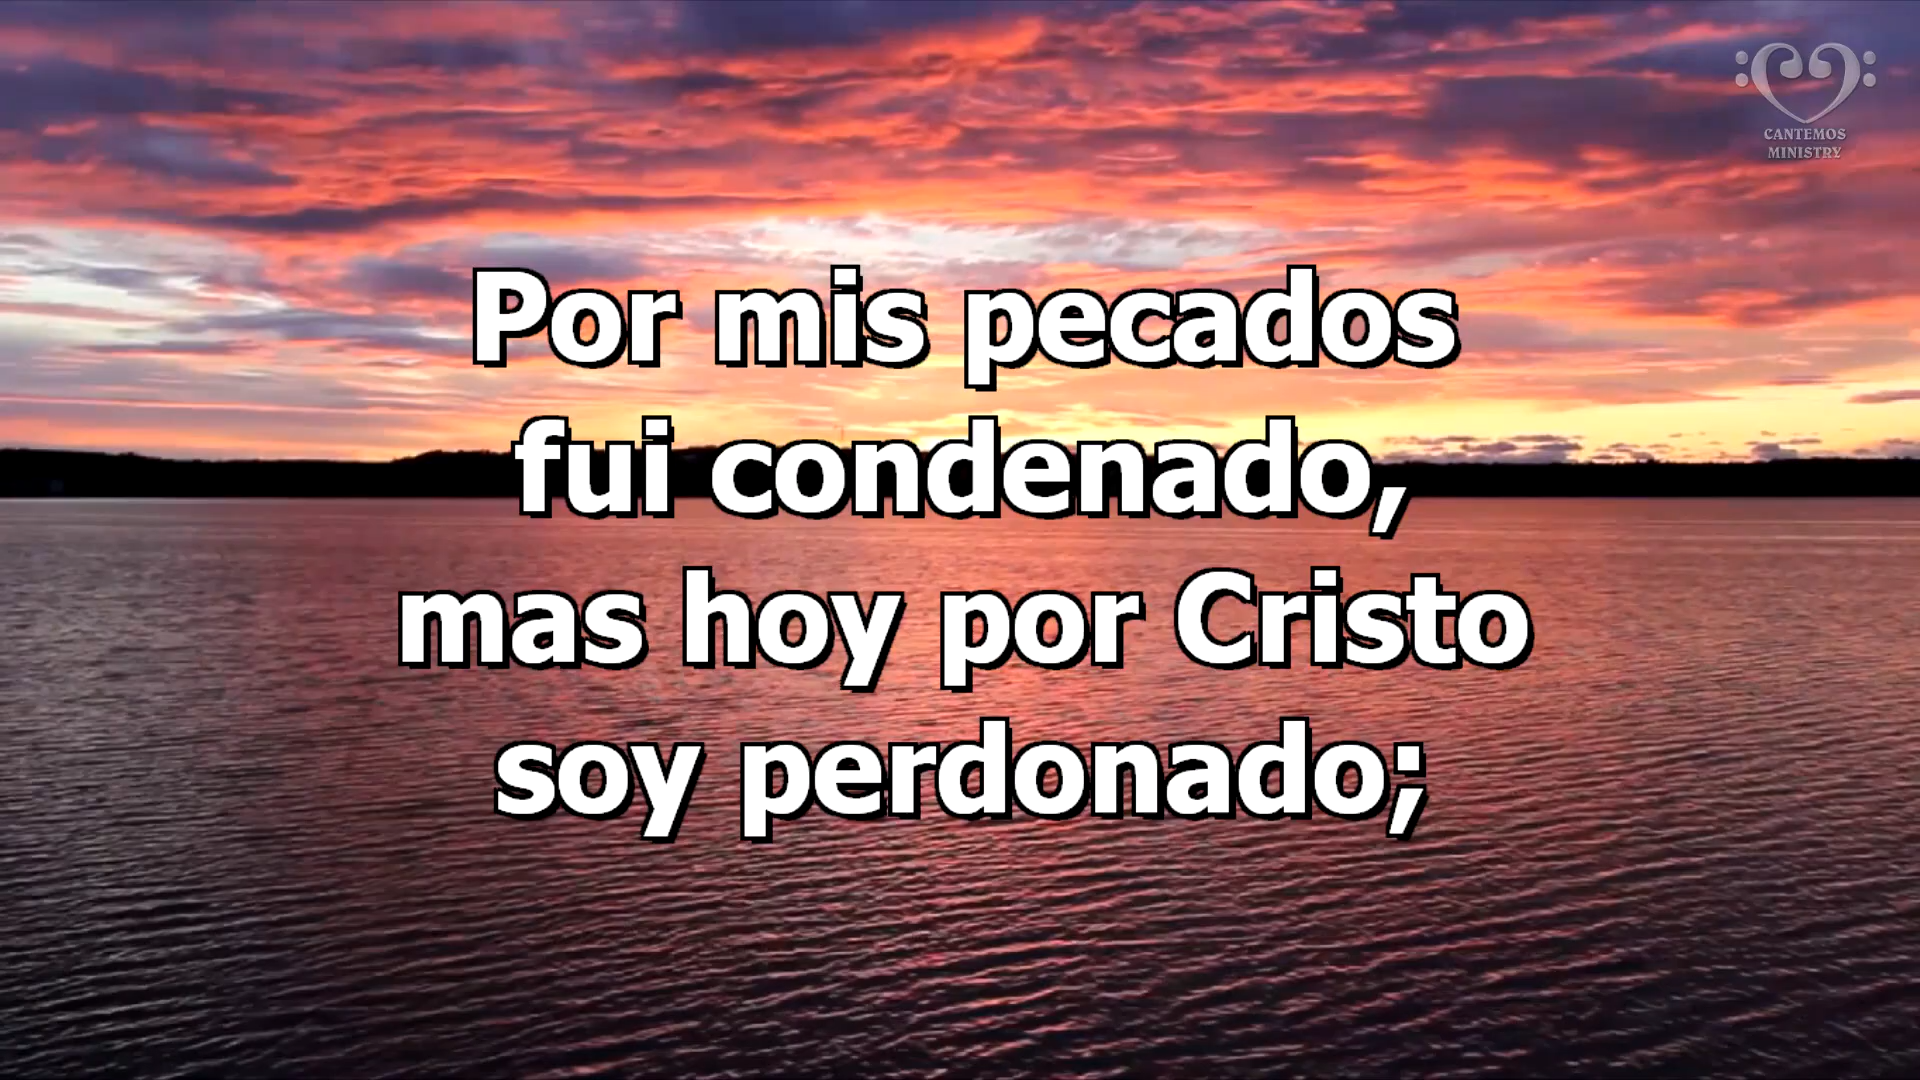 CANTEMOS
MINISTRY
Por mis pecados
fui condenado,
mas hoy por Cristo
soy perdonado;